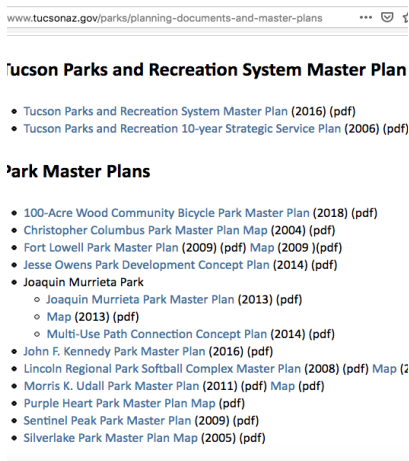 www.tucsonaz.gov/parks/planning-documents-and-master-plans
Tucson Parks and Recreation System Master Plan
Tucson Parks and Recreation System Master Plan (2016) (pdf)
Tucson Parks and Recreation 10-year Strategic Service Plan (2006) (pdf)
Park Master Plans
100-Acre Wood Community Bicycle Park Master Plan (2018) (pdf)
Christopher Columbus Park Master Plan Map (2004) (pdf)
Fort Lowell Park Master Plan (2009) (pdf) Map (2009 )(pdf)
Jesse Owens Park Development Concept Plan (2014) (pdf)
Joaquin Murrieta Park
Joaquin Murrieta Park Master Plan (2013) (pdf)
Map (2013) (pdf)
Multi-Use Path Connection Concept Plan (2014) (pdf)
John F. Kennedy Park Master Plan (2016) (pdf)
Lincoln Regional Park Softball Complex Master Plan (2008) (pdf) Map (2
Morris K. Udall Park Master Plan (2011) (pdf) Map (pdf)
Purple Heart Park Master Plan Map (pdf)
Sentinel Peak Park Master Plan (2009) (pdf)
Silverlake Park Master Plan Map (2005) (pdf)